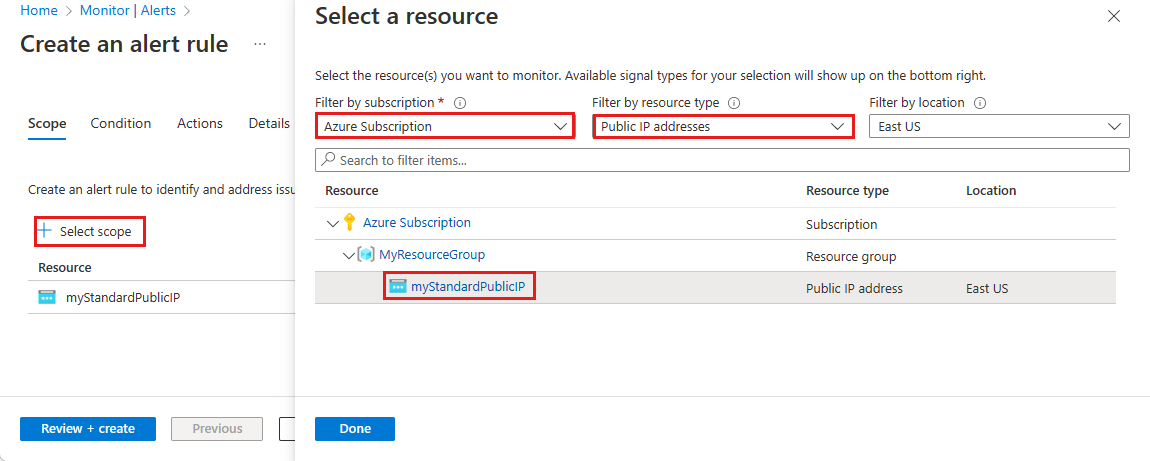 Home > Monitor | Alerts >
Create an alert rule ...
Scope Condition Actions Details
Create an alert rule to identify and address issu
+ Select scope
Resource
myStandardPublicIP
Review + create Previous
Select a resource
Select the resource(s) you want to monitor. Available signal types for your selection will show up on the bottom right.
Filter by subscription * Filter by resource type Filter by location
Azure Subscription Public IP addresses East US
Search to filter items...
Resource Resource type Location
Azure Subscription Subscription
MyResourceGroup Resource group
myStandardPublicIP Public IP address East US
Done